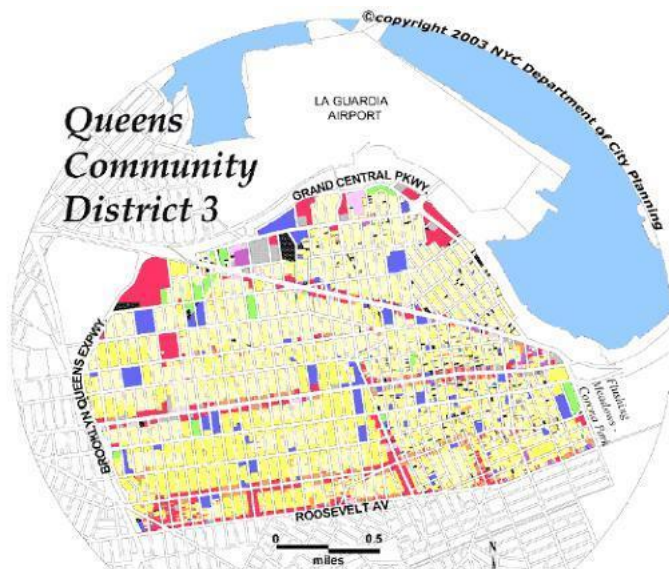 ©copyright 2003 NYC Department of City Planning
LA GUARDIA
AIRPORT
Queens
Community
District 3
GRAND CENTRAL PKWY.
BROOKLYN QUEENS EXPWY
Flushing
Meadows -
Corona Park
ROOSEVELT AV
0 0.5
miles
N